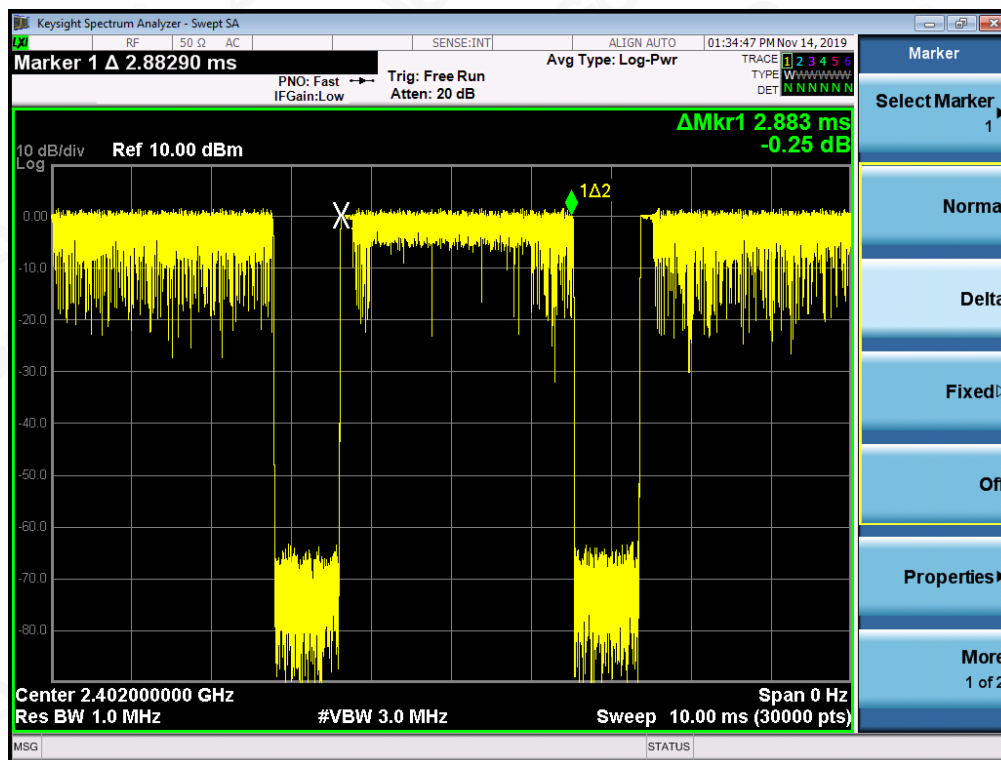 Keysight Spectrum Analyzer - Swept SA
LXI RF 50 Ω AC SENSE:INT ALIGN AUTO 01:34:47 PM Nov 14, 2019
Marker 1 Δ 2.88290 ms
PNO: Fast
IFGain:Low
Trig: Free Run
Atten: 20 dB
Avg Type: Log-Pwr
TRACE 1 2 3 4 5 6
TYPE WWWWWW
DET N N N N N N
ΔMkr1 2.883 ms
-0.25 dB
10 dB/div Ref 10.00 dBm
Log
1Δ2
0.00
-10.0
-20.0
-30.0
-40.0
-50.0
-60.0
-70.0
-80.0
Center 2.402000000 GHz Span 0 Hz
Res BW 1.0 MHz #VBW 3.0 MHz Sweep 10.00 ms (30000 pts)
MSG STATUS
Marker
Select Marker
1
Norma
Delta
Fixed
Off
Properties
More
1 of 2